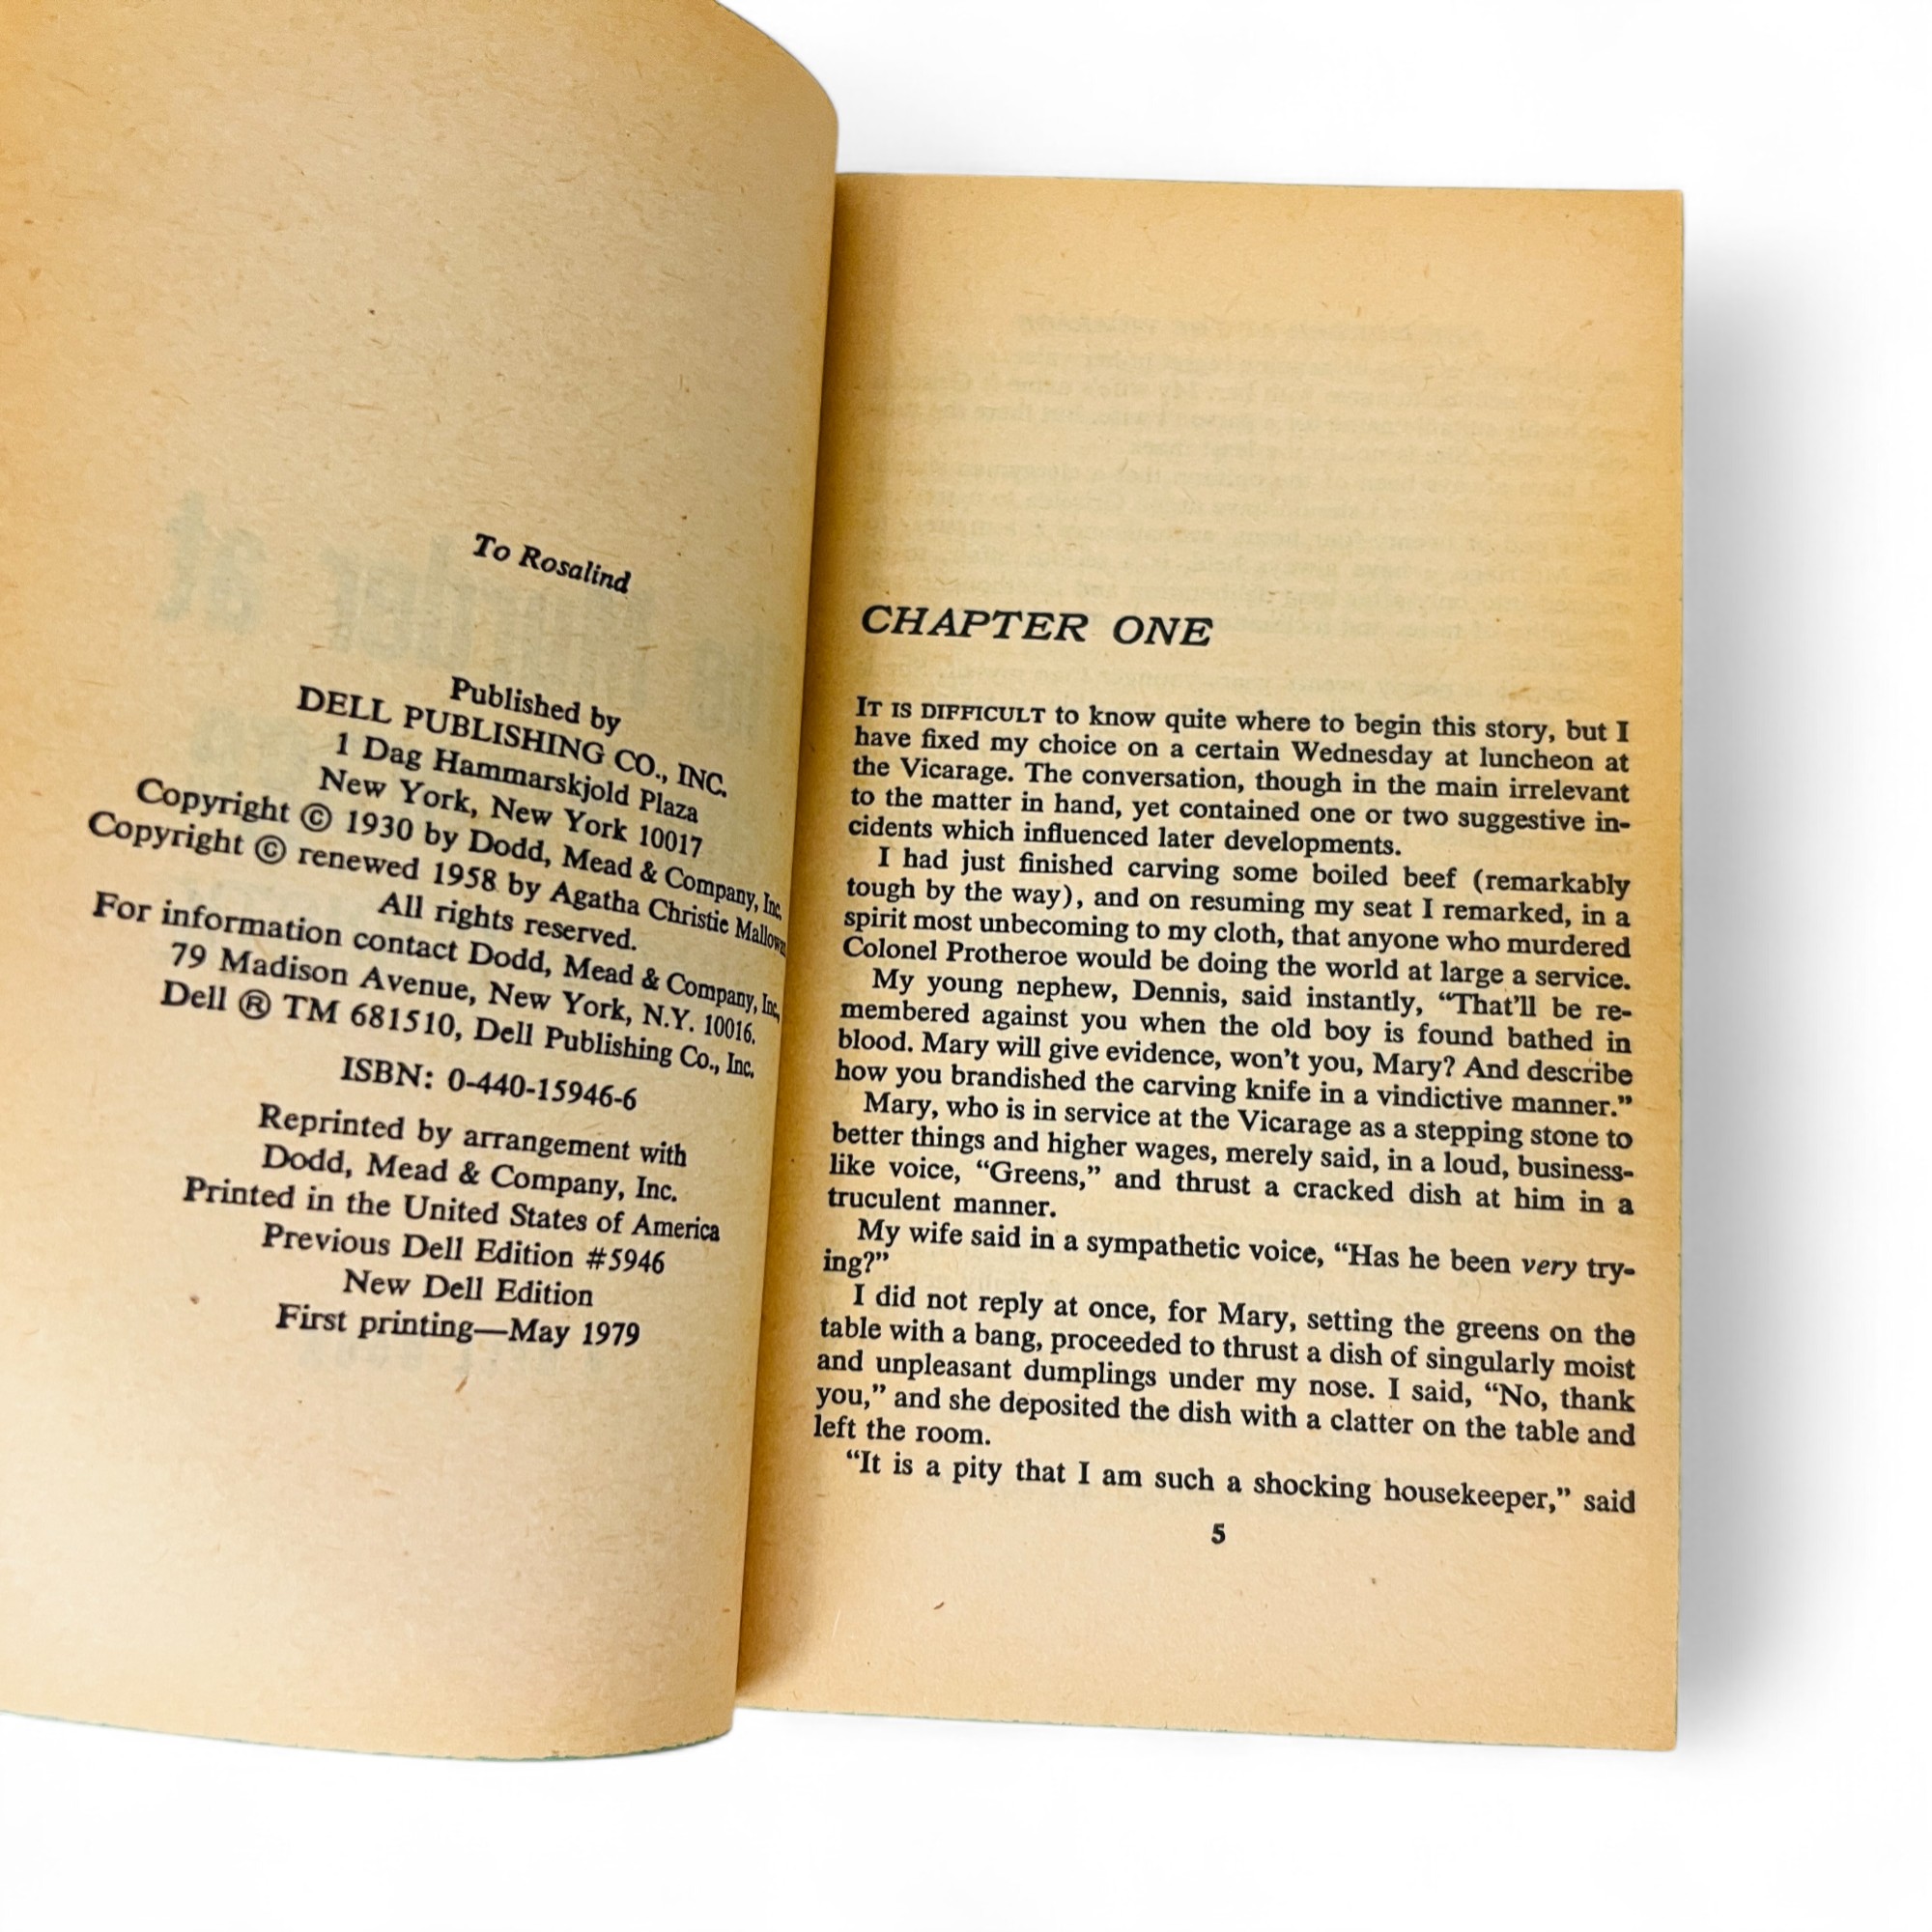 To Rosalind
Published by
DELL PUBLISHING CO., INC.
1 Dag Hammarskjold Plaza
New York, New York 10017
Copyright © 1930 by Dodd, Mead & Company, Inc.
Copyright © renewed 1958 by Agatha Christie Mallowan
All rights reserved.
For information contact Dodd, Mead & Company, Inc.,
79 Madison Avenue, New York, N.Y. 10016.
Dell ® TM 681510, Dell Publishing Co., Inc.
ISBN: 0-440-15946-6
Reprinted by arrangement with
Dodd, Mead & Company, Inc.
Printed in the United States of America
Previous Dell Edition #5946
New Dell Edition
First printing—May 1979
CHAPTER ONE
IT IS DIFFICULT to know quite where to begin this story, but I
have fixed my choice on a certain Wednesday at luncheon at
the Vicarage. The conversation, though in the main irrelevant
to the matter in hand, yet contained one or two suggestive in-
cidents which influenced later developments.
I had just finished carving some boiled beef (remarkably
tough by the way), and on resuming my seat I remarked, in a
spirit most unbecoming to my cloth, that anyone who murdered
Colonel Protheroe would be doing the world at large a service.
My young nephew, Dennis, said instantly, “That’ll be re-
membered against you when the old boy is found bathed in
blood. Mary will give evidence, won’t you, Mary? And describe
how you brandished the carving knife in a vindictive manner.”
Mary, who is in service at the Vicarage as a stepping stone to
better things and higher wages, merely said, in a loud, business-
like voice, “Greens,” and thrust a cracked dish at him in a
truculent manner.
My wife said in a sympathetic voice, “Has he been very try-
ing?”
I did not reply at once, for Mary, setting the greens on the
table with a bang, proceeded to thrust a dish of singularly moist
and unpleasant dumplings under my nose. I said, “No, thank
you,” and she deposited the dish with a clatter on the table and
left the room.
“It is a pity that I am such a shocking housekeeper,” said
5